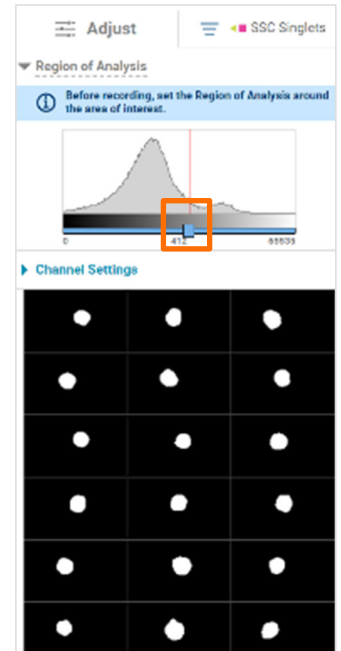 Adjust
SSC Singlets
Region of Analysis
Before recording, set the Region of Analysis around
the area of interest.
0 412 65535
Channel Settings